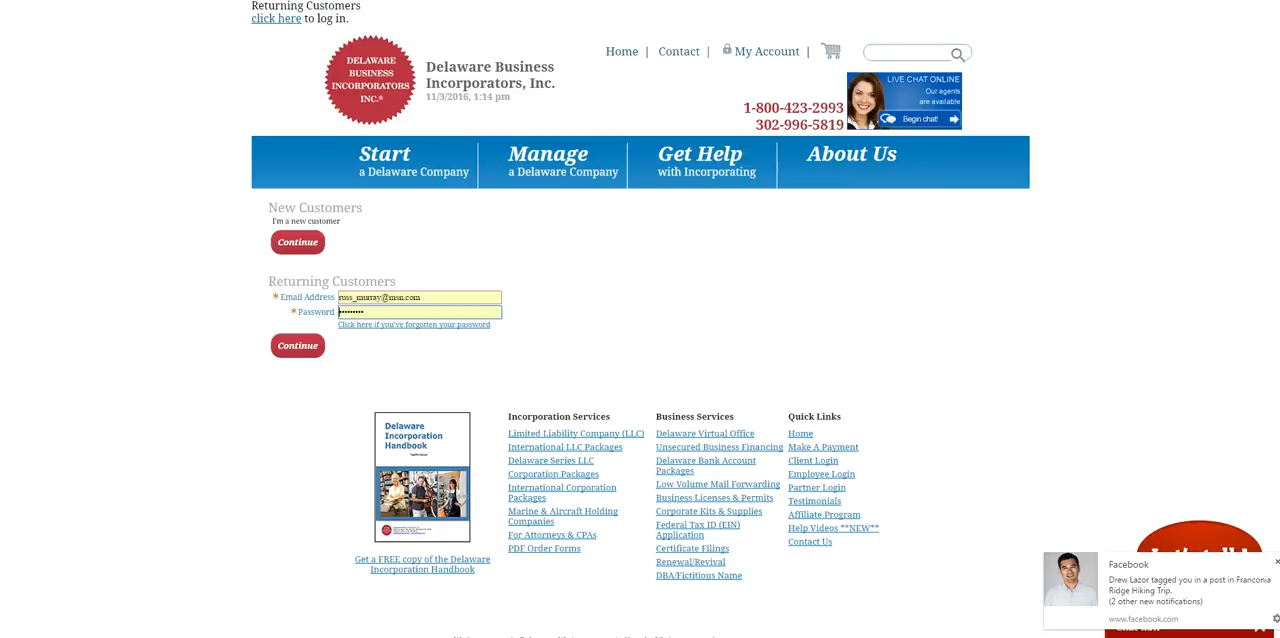 Returning Customers
click here to log in.
DELAWARE
BUSINESS
INCORPORATORS
INC.®
Delaware Business
Incorporators, Inc.
11/3/2016, 1:14 pm
Home | Contact | My Account |
1-800-423-2993
302-996-5819
LIVE CHAT ONLINE
Our agents
are available
Begin chat!
Start
a Delaware Company
Manage
a Delaware Company
Get Help
with Incorporating
About Us
New Customers
I'm a new customer
Continue
Returning Customers
*Email Address russ_murray@msn.com
*Password •••••••••
Click here if you've forgotten your password
Continue
Delaware
Incorporation
Handbook
Get a FREE copy of the Delaware
Incorporation Handbook
Incorporation Services
Limited Liability Company (LLC)
International LLC Packages
Delaware Series LLC
Corporation Packages
International Corporation
Packages
Marine & Aircraft Holding
Companies
For Attorneys & CPAs
PDF Order Forms
Business Services
Delaware Virtual Office
Unsecured Business Financing
Delaware Bank Account
Packages
Low Volume Mail Forwarding
Business Licenses & Permits
Corporate Kits & Supplies
Federal Tax ID (EIN)
Application
Certificate Filings
Renewal/Revival
DBA/Fictitious Name
Quick Links
Home
Make A Payment
Client Login
Employee Login
Partner Login
Testimonials
Affiliate Program
Help Videos **NEW**
Contact Us
Facebook
Drew Lazor tagged you in a post in Franconia
Ridge Hiking Trip.
(2 other new notifications)
www.facebook.com